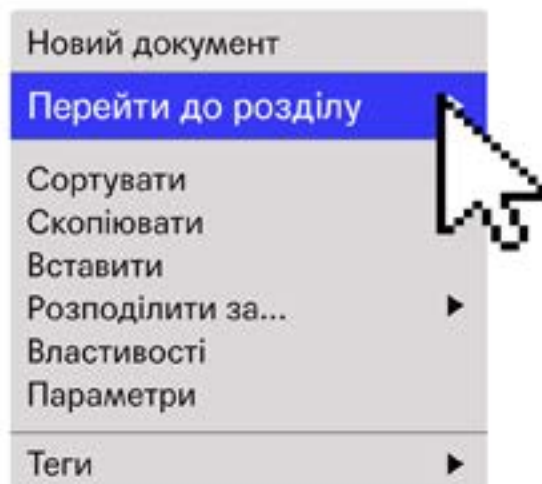 Новий документ
Перейти до розділу
Сортувати
Скопіювати
Вставити
Розподілити за...
Властивості
Параметри
Теги